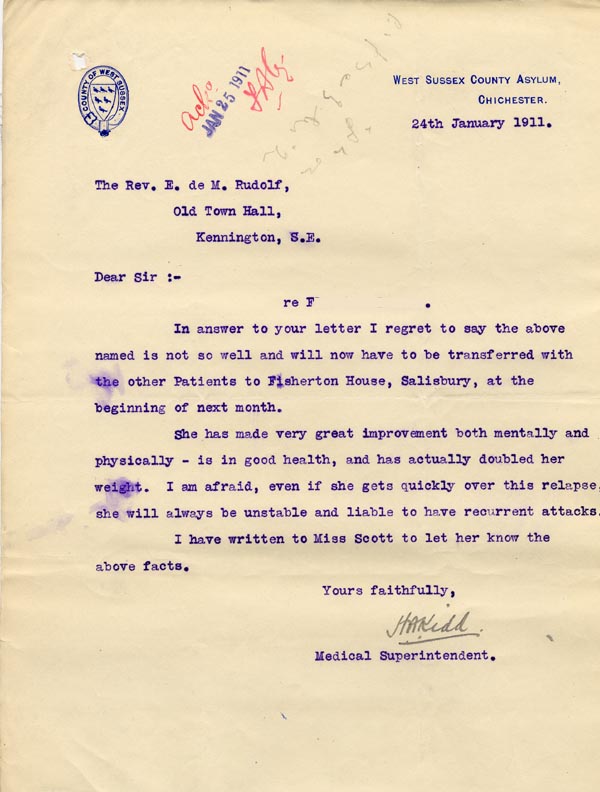 COUNTY OF WEST SUSSEX
JAN 25 1911
WEST SUSSEX COUNTY ASYLUM,
CHICHESTER.
24th January 1911.
The Rev. E. de M. Rudolf,
Old Town Hall,
Kennington, S.E.
Dear Sir :-
re F .
In answer to your letter I regret to say the above
named is not so well and will now have to be transferred with
the other Patients to Fisherton House, Salisbury, at the
beginning of next month.
She has made very great improvement both mentally and
physically - is in good health, and has actually doubled her
weight. I am afraid, even if she gets quickly over this relapse,
she will always be unstable and liable to have recurrent attacks.
I have written to Miss Scott to let her know the
above facts.
Yours faithfully,
HAKidd.
Medical Superintendent.